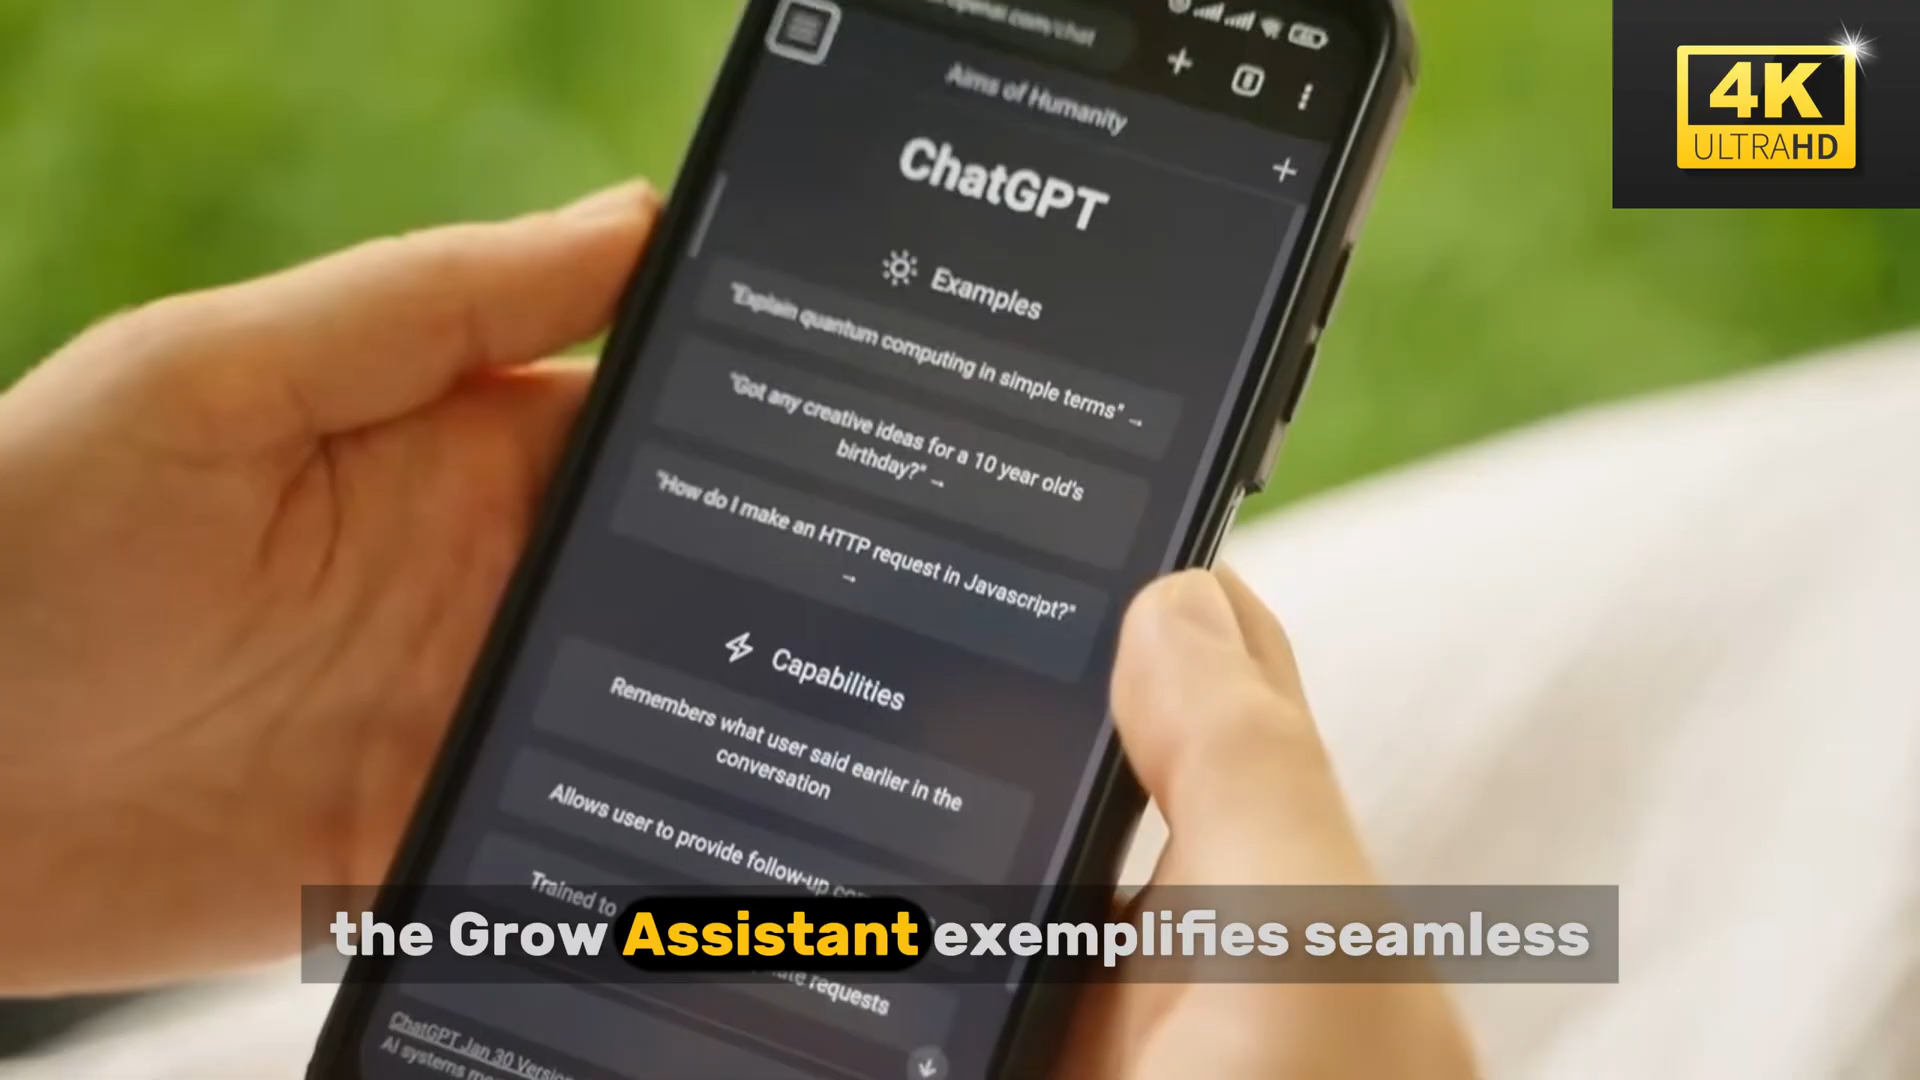 openai.com/chat
Aims of Humanity
4K
ULTRAHD
ChatGPT
Examples
"Explain quantum computing in simple terms" →
"Got any creative ideas for a 10 year old's
birthday?" →
"How do I make an HTTP request in Javascript?"
→
Capabilities
Remembers what user said earlier in the
conversation
Allows user to provide follow-up
Trained to
requests
the Grow Assistant exemplifies seamless
ChatGPT Jan 30 Version
AI systems